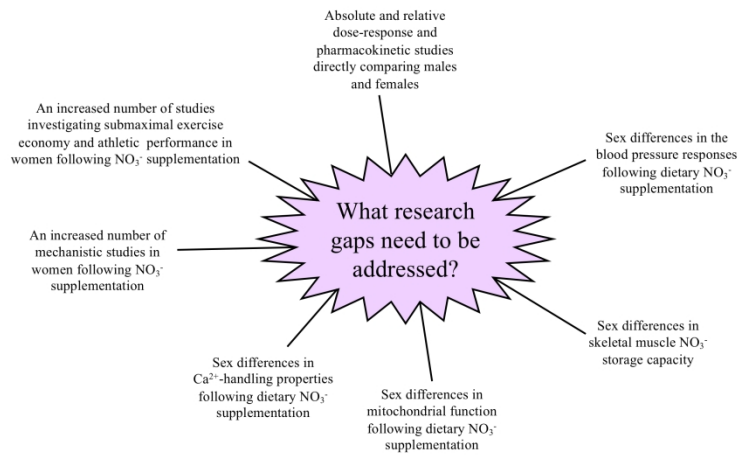 Absolute and relative
dose-response and
pharmacokinetic studies
directly comparing males
and females
An increased number of studies
investigating submaximal exercise
economy and athletic performance in
women following NO₃⁻ supplementation
Sex differences in the
blood pressure responses
following dietary NO₃⁻
supplementation
What research
gaps need to be
addressed?
An increased number of
mechanistic studies in
women following NO₃⁻
supplementation
Sex differences in
skeletal muscle NO₃⁻
storage capacity
Sex differences in
Ca²⁺-handling properties
following dietary NO₃⁻
supplementation
Sex differences in
mitochondrial function
following dietary NO₃⁻
supplementation